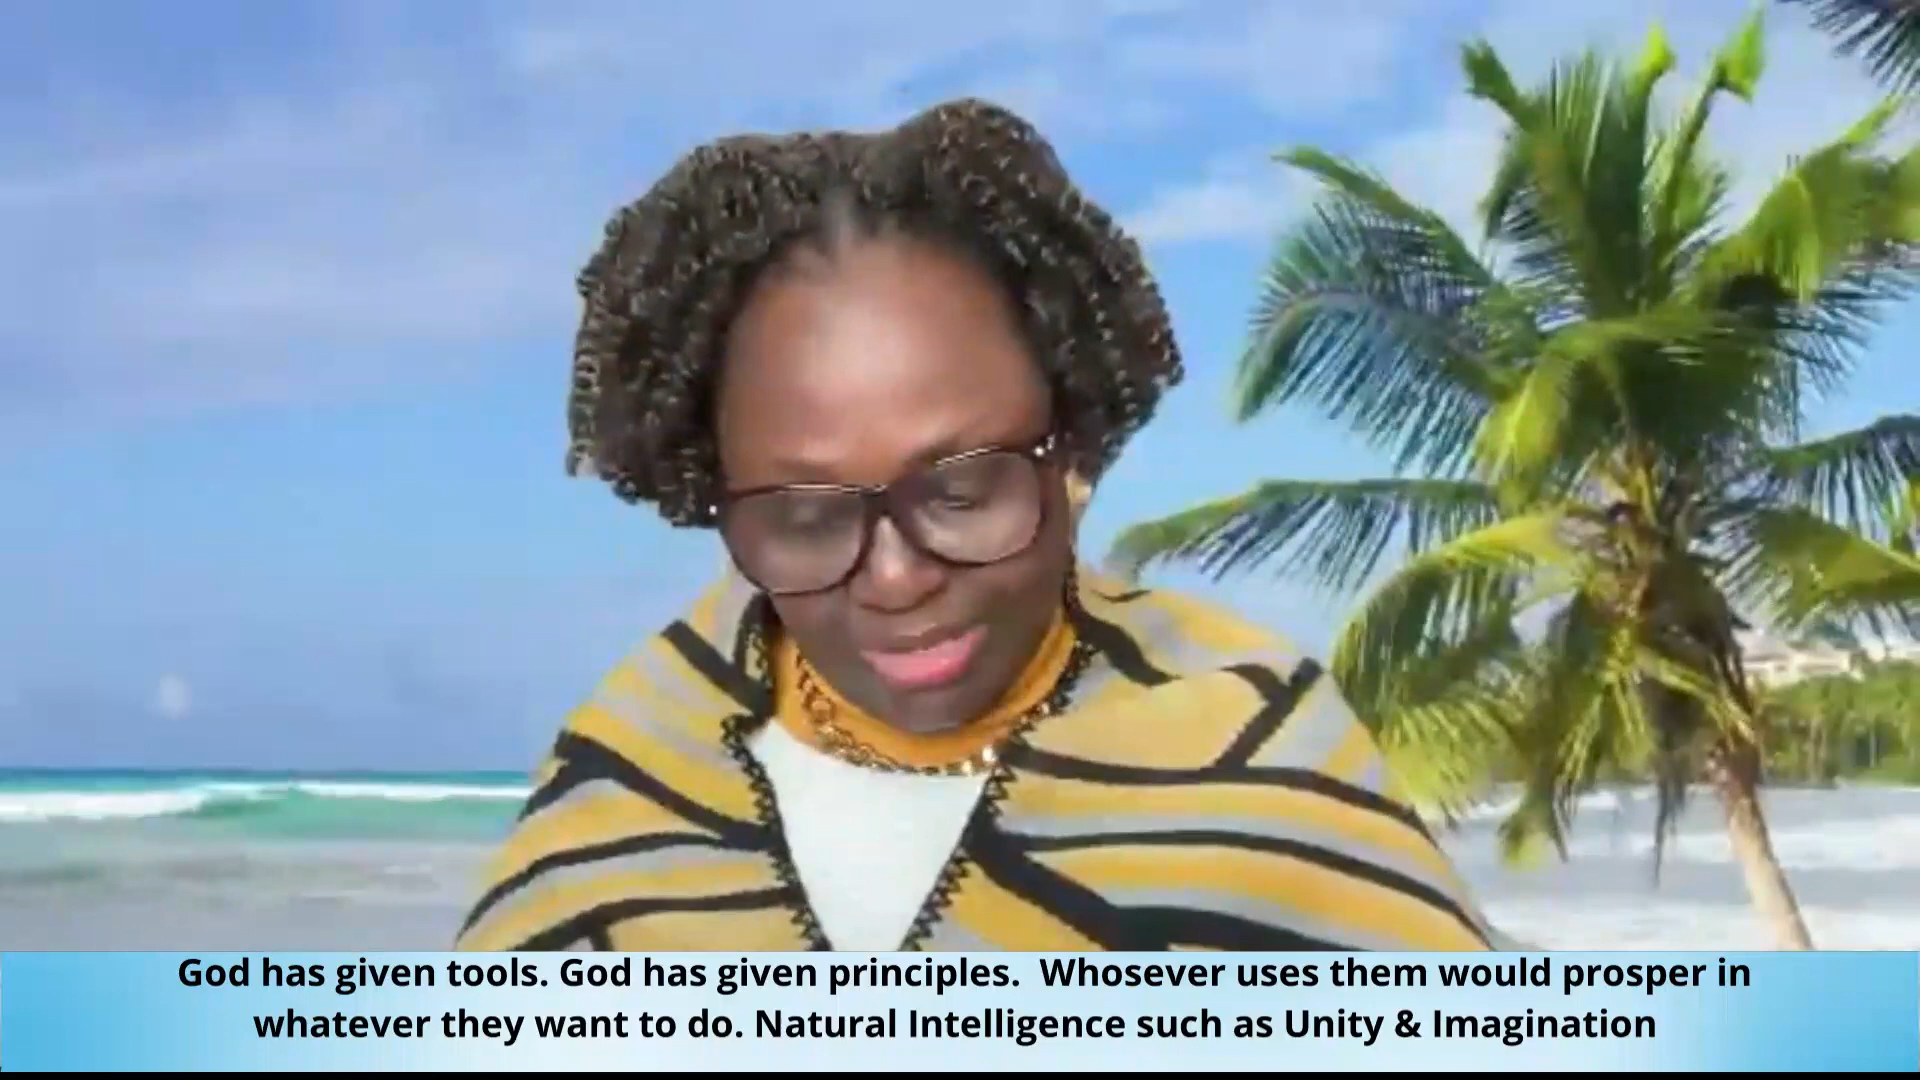 God has given tools. God has given principles.  Whosever uses them would prosper in
whatever they want to do. Natural Intelligence such as Unity & Imagination